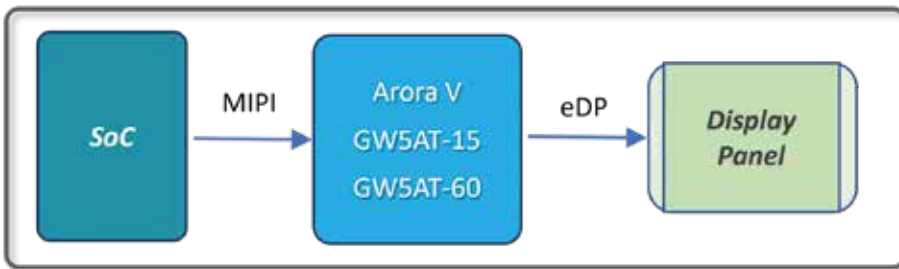 SoC
MIPI
Arora V
GW5AT-15
GW5AT-60
eDP
Display
Panel